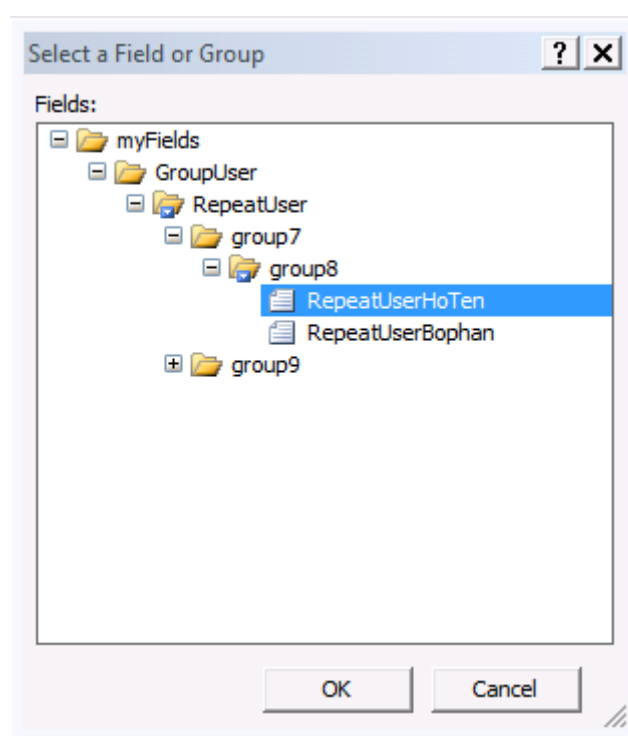 Select a Field or Group
Fields:
myFields
GroupUser
RepeatUser
group7
group8
RepeatUserHoTen
RepeatUserBophan
group9
OK Cancel